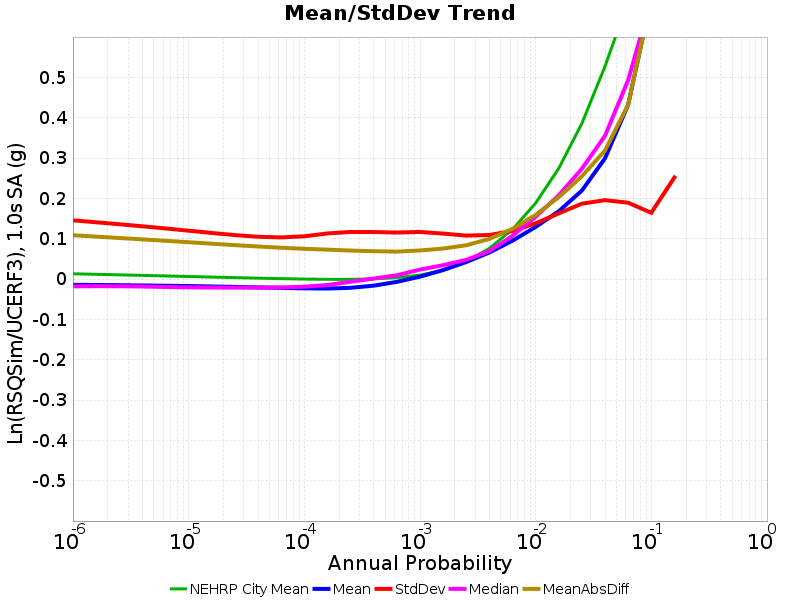 Mean/StdDev Trend
Ln(RSQSim/UCERF3), 1.0s SA (g)
0.5
0.4
0.3
0.2
0.1
0
-0.1
-0.2
-0.3
-0.4
-0.5
10^-6 10^-5 10^-4 10^-3 10^-2 10^-1 10^0
Annual Probability
NEHRP City Mean Mean StdDev Median MeanAbsDiff